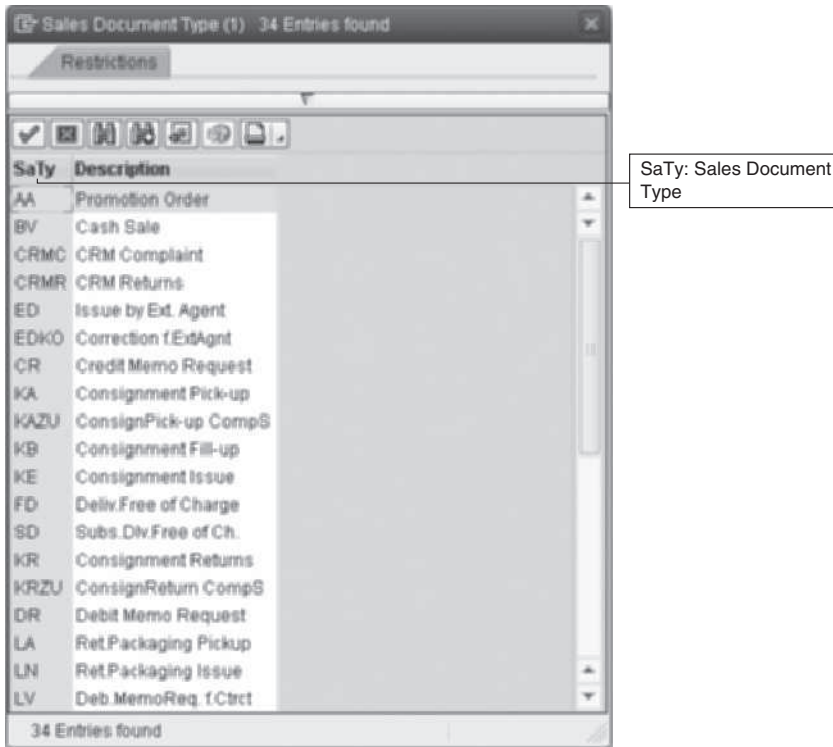 Sales Document Type (1) 34 Entries found
Restrictions
SaTy Description
AA Promotion Order
BV Cash Sale
CRMC CRM Complaint
CRMR CRM Returns
ED Issue by Ext. Agent
EDKO Correction f.ExtAgnt
CR Credit Memo Request
KA Consignment Pick-up
KAZU ConsignPick-up CompS
KB Consignment Fill-up
KE Consignment Issue
FD Deliv.Free of Charge
SD Subs.Dlv.Free of Ch.
KR Consignment Returns
KRZU ConsignReturn CompS
DR Debit Memo Request
LA Ret.Packaging Pickup
LN Ret.Packaging Issue
LV Deb.MemoReq. f.Ctrct
34 Entries found
SaTy: Sales Document
Type